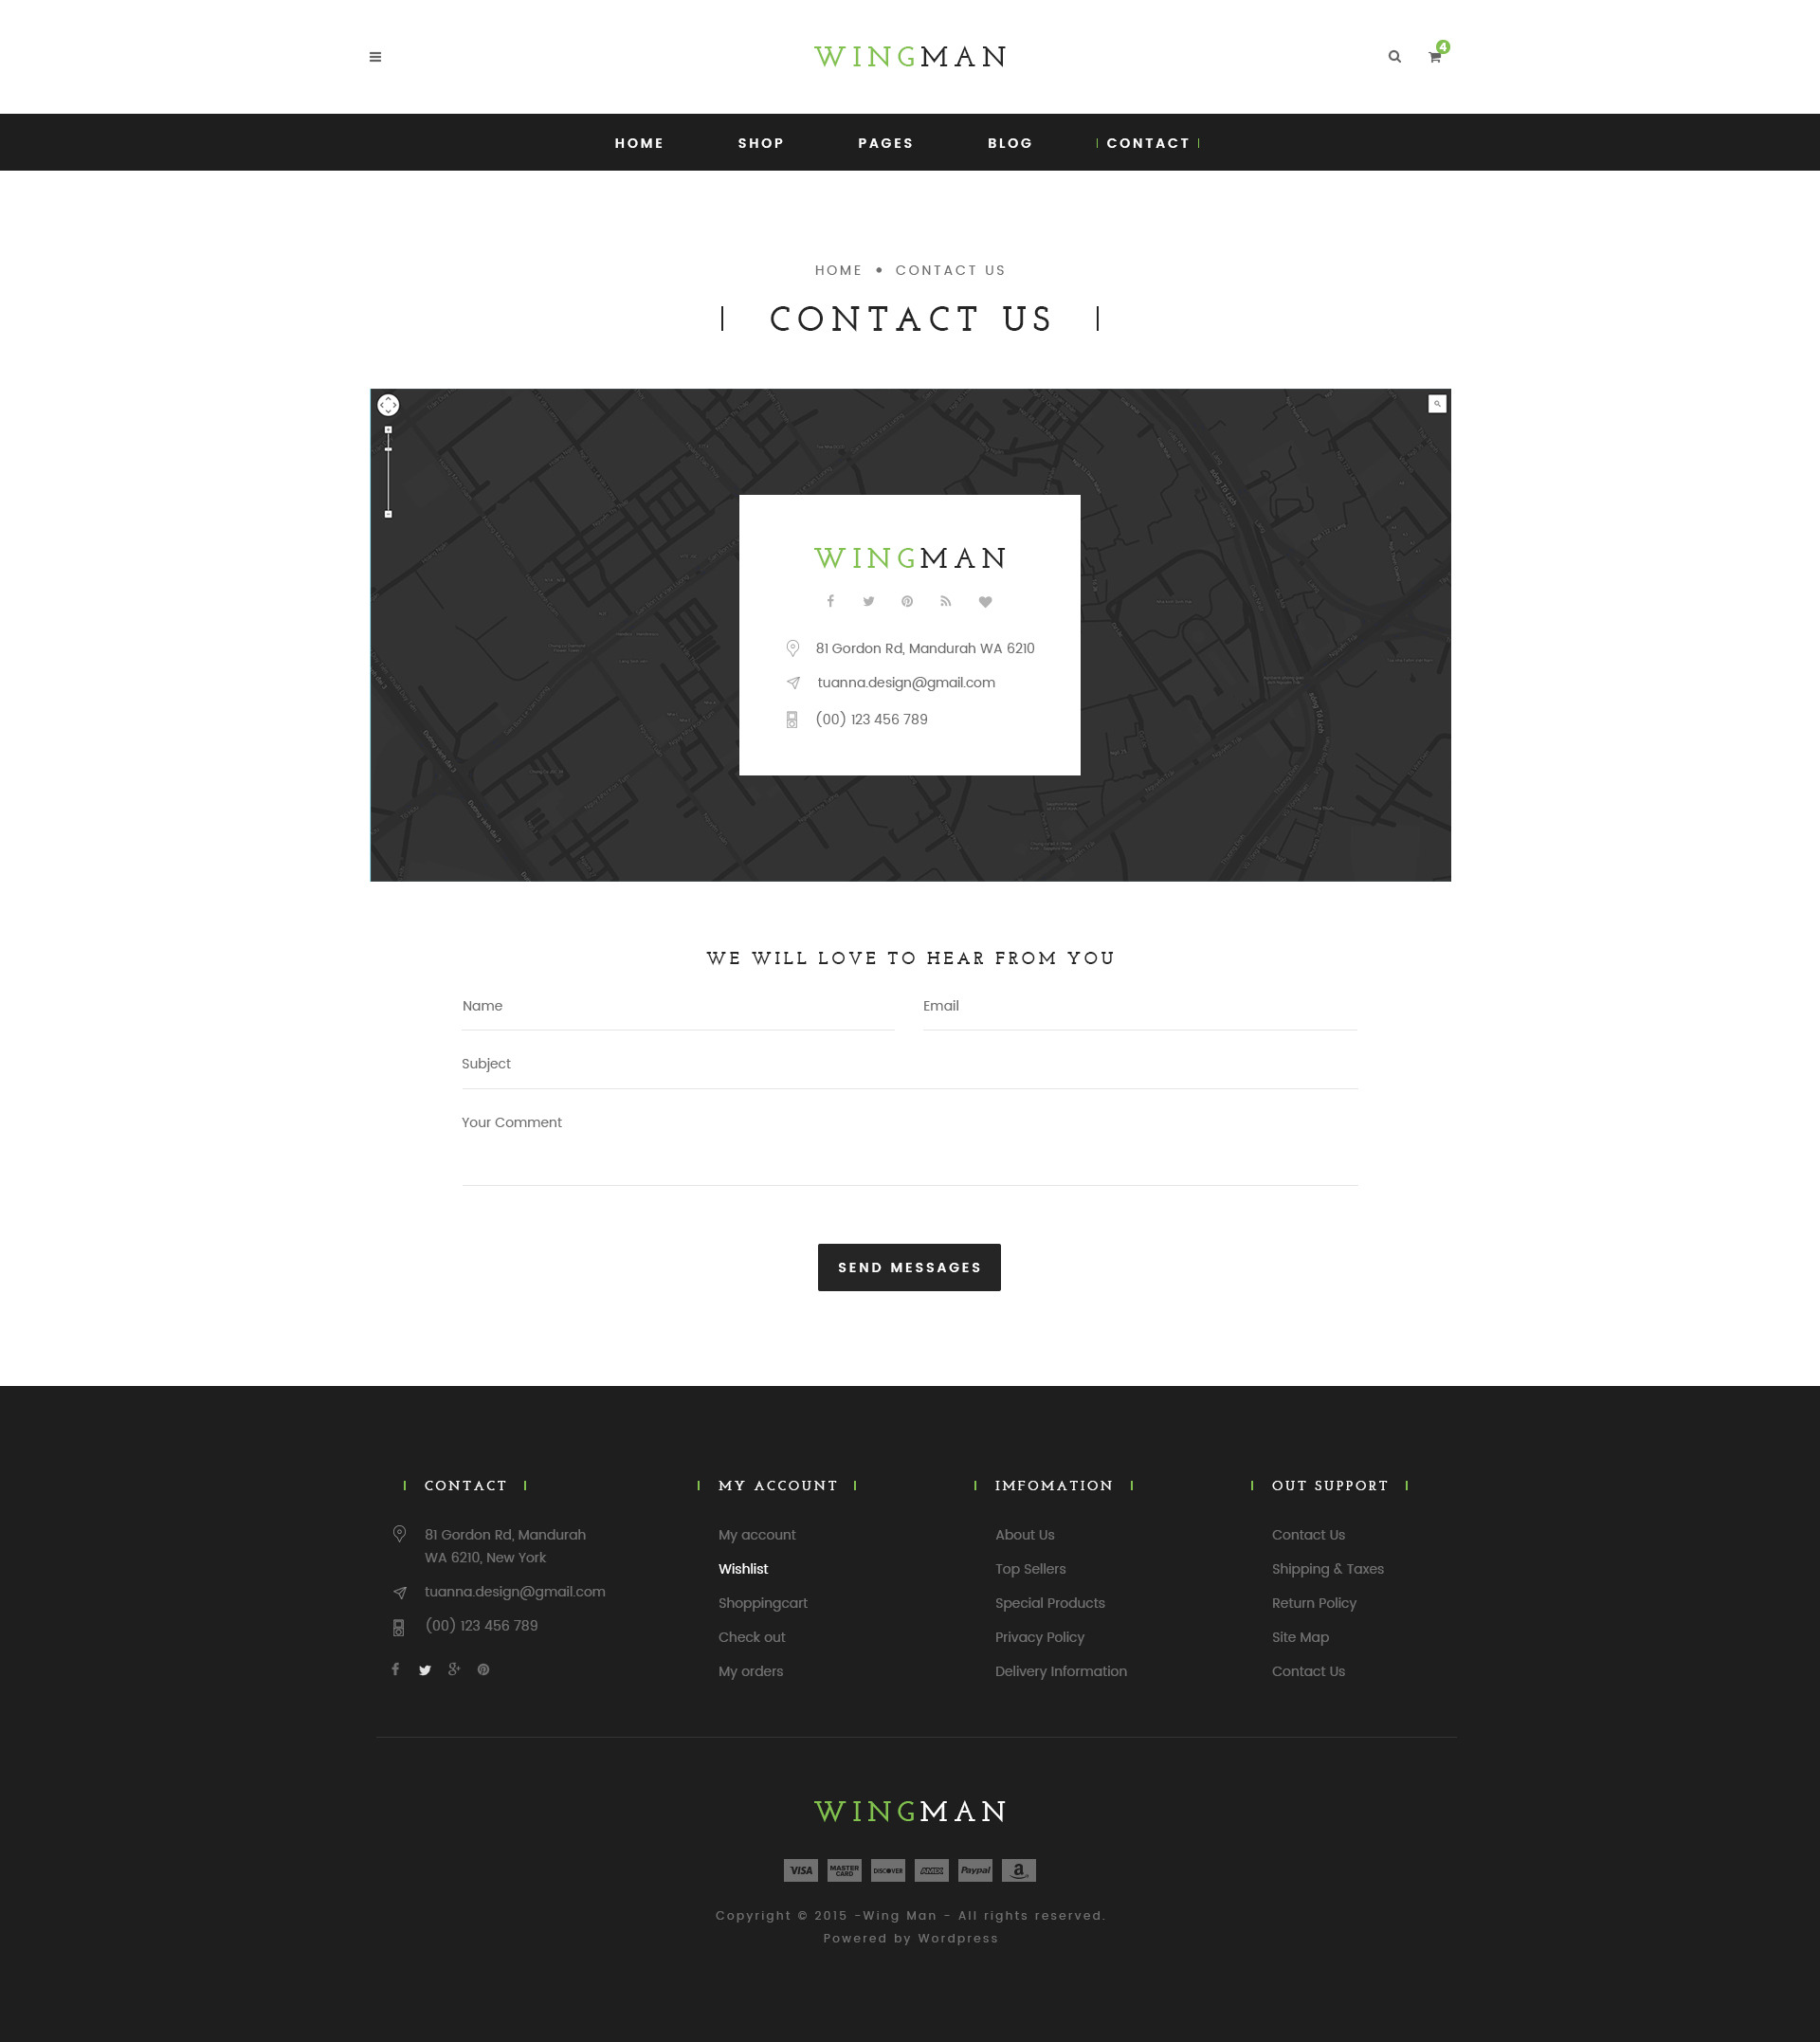 WINGMAN
4
HOME SHOP PAGES BLOG CONTACT
HOME • CONTACT US
CONTACT US
WINGMAN
81 Gordon Rd, Mandurah WA 6210
tuanna.design@gmail.com
(00) 123 456 789
WE WILL LOVE TO HEAR FROM YOU
Name Email
Subject
Your Comment
SEND MESSAGES
CONTACT
81 Gordon Rd, Mandurah
WA 6210, New York
tuanna.design@gmail.com
(00) 123 456 789
MY ACCOUNT
My account
Wishlist
Shoppingcart
Check out
My orders
IMFOMATION
About Us
Top Sellers
Special Products
Privacy Policy
Delivery Information
OUT SUPPORT
Contact Us
Shipping & Taxes
Return Policy
Site Map
Contact Us
WINGMAN
VISA MASTER CARD DISCOVER AMEX Paypal a
Copyright © 2015 -Wing Man - All rights reserved.
Powered by Wordpress